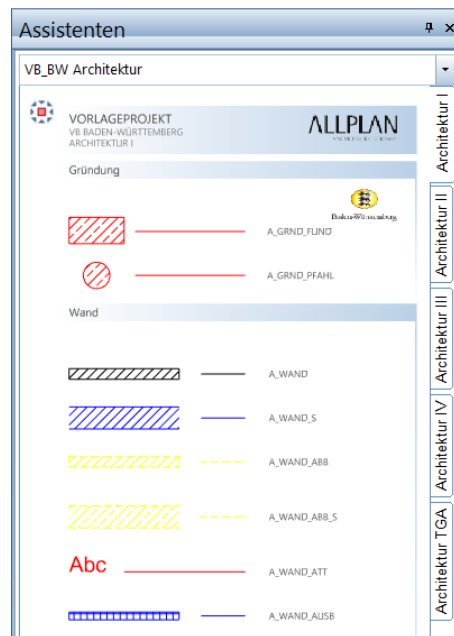 Assistenten
VB_BW Architektur
VORLAGEPROJEKT
VB BADEN-WÜRTTEMBERG
ARCHITEKTUR I
ALLPLAN
Gründung
Baden-Württemberg
A_GRND_FUND
A_GRND_PFAHL
Wand
A_WAND
A_WAND_S
A_WAND_ABB
A_WAND_ABB_S
Abc
A_WAND_ATT
A_WAND_AUSB
Architektur I
Architektur II
Architektur III
Architektur IV
Architektur TGA